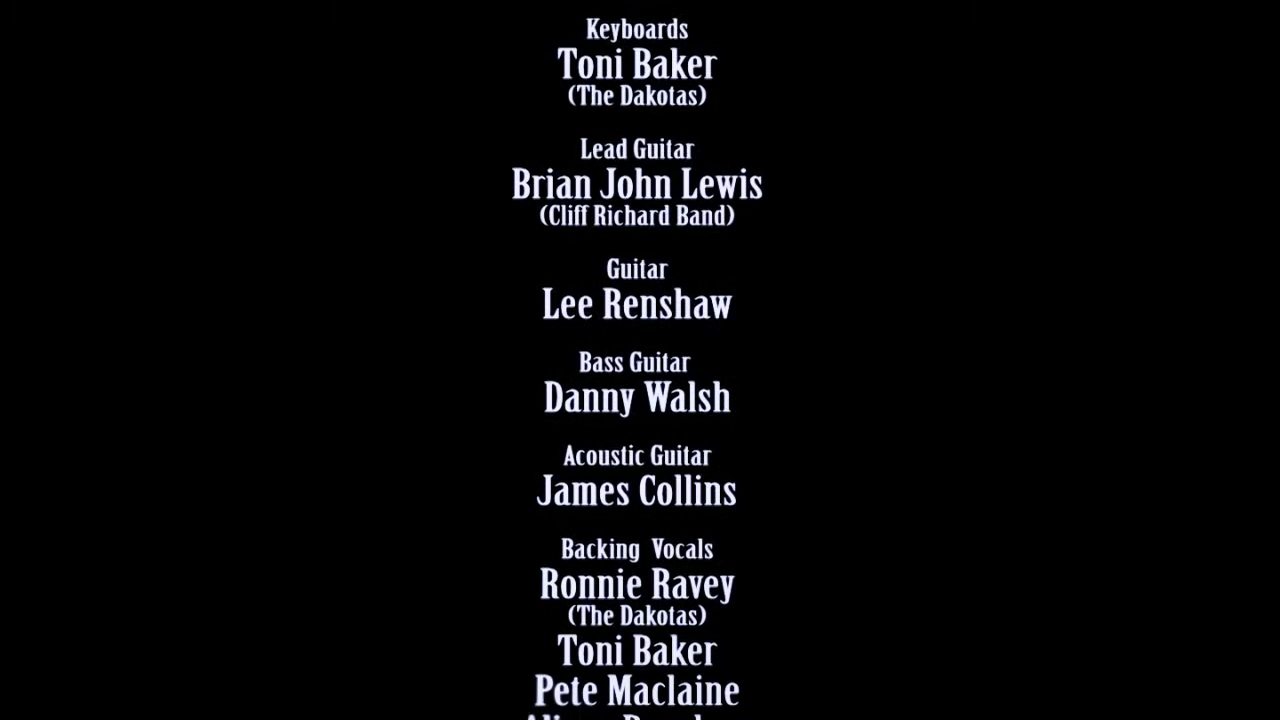 Keyboards
Toni Baker
(The Dakotas)
Lead Guitar
Brian John Lewis
(Cliff Richard Band)
Guitar
Lee Renshaw
Bass Guitar
Danny Walsh
Acoustic Guitar
James Collins
Backing Vocals
Ronnie Ravey
(The Dakotas)
Toni Baker
Pete Maclaine